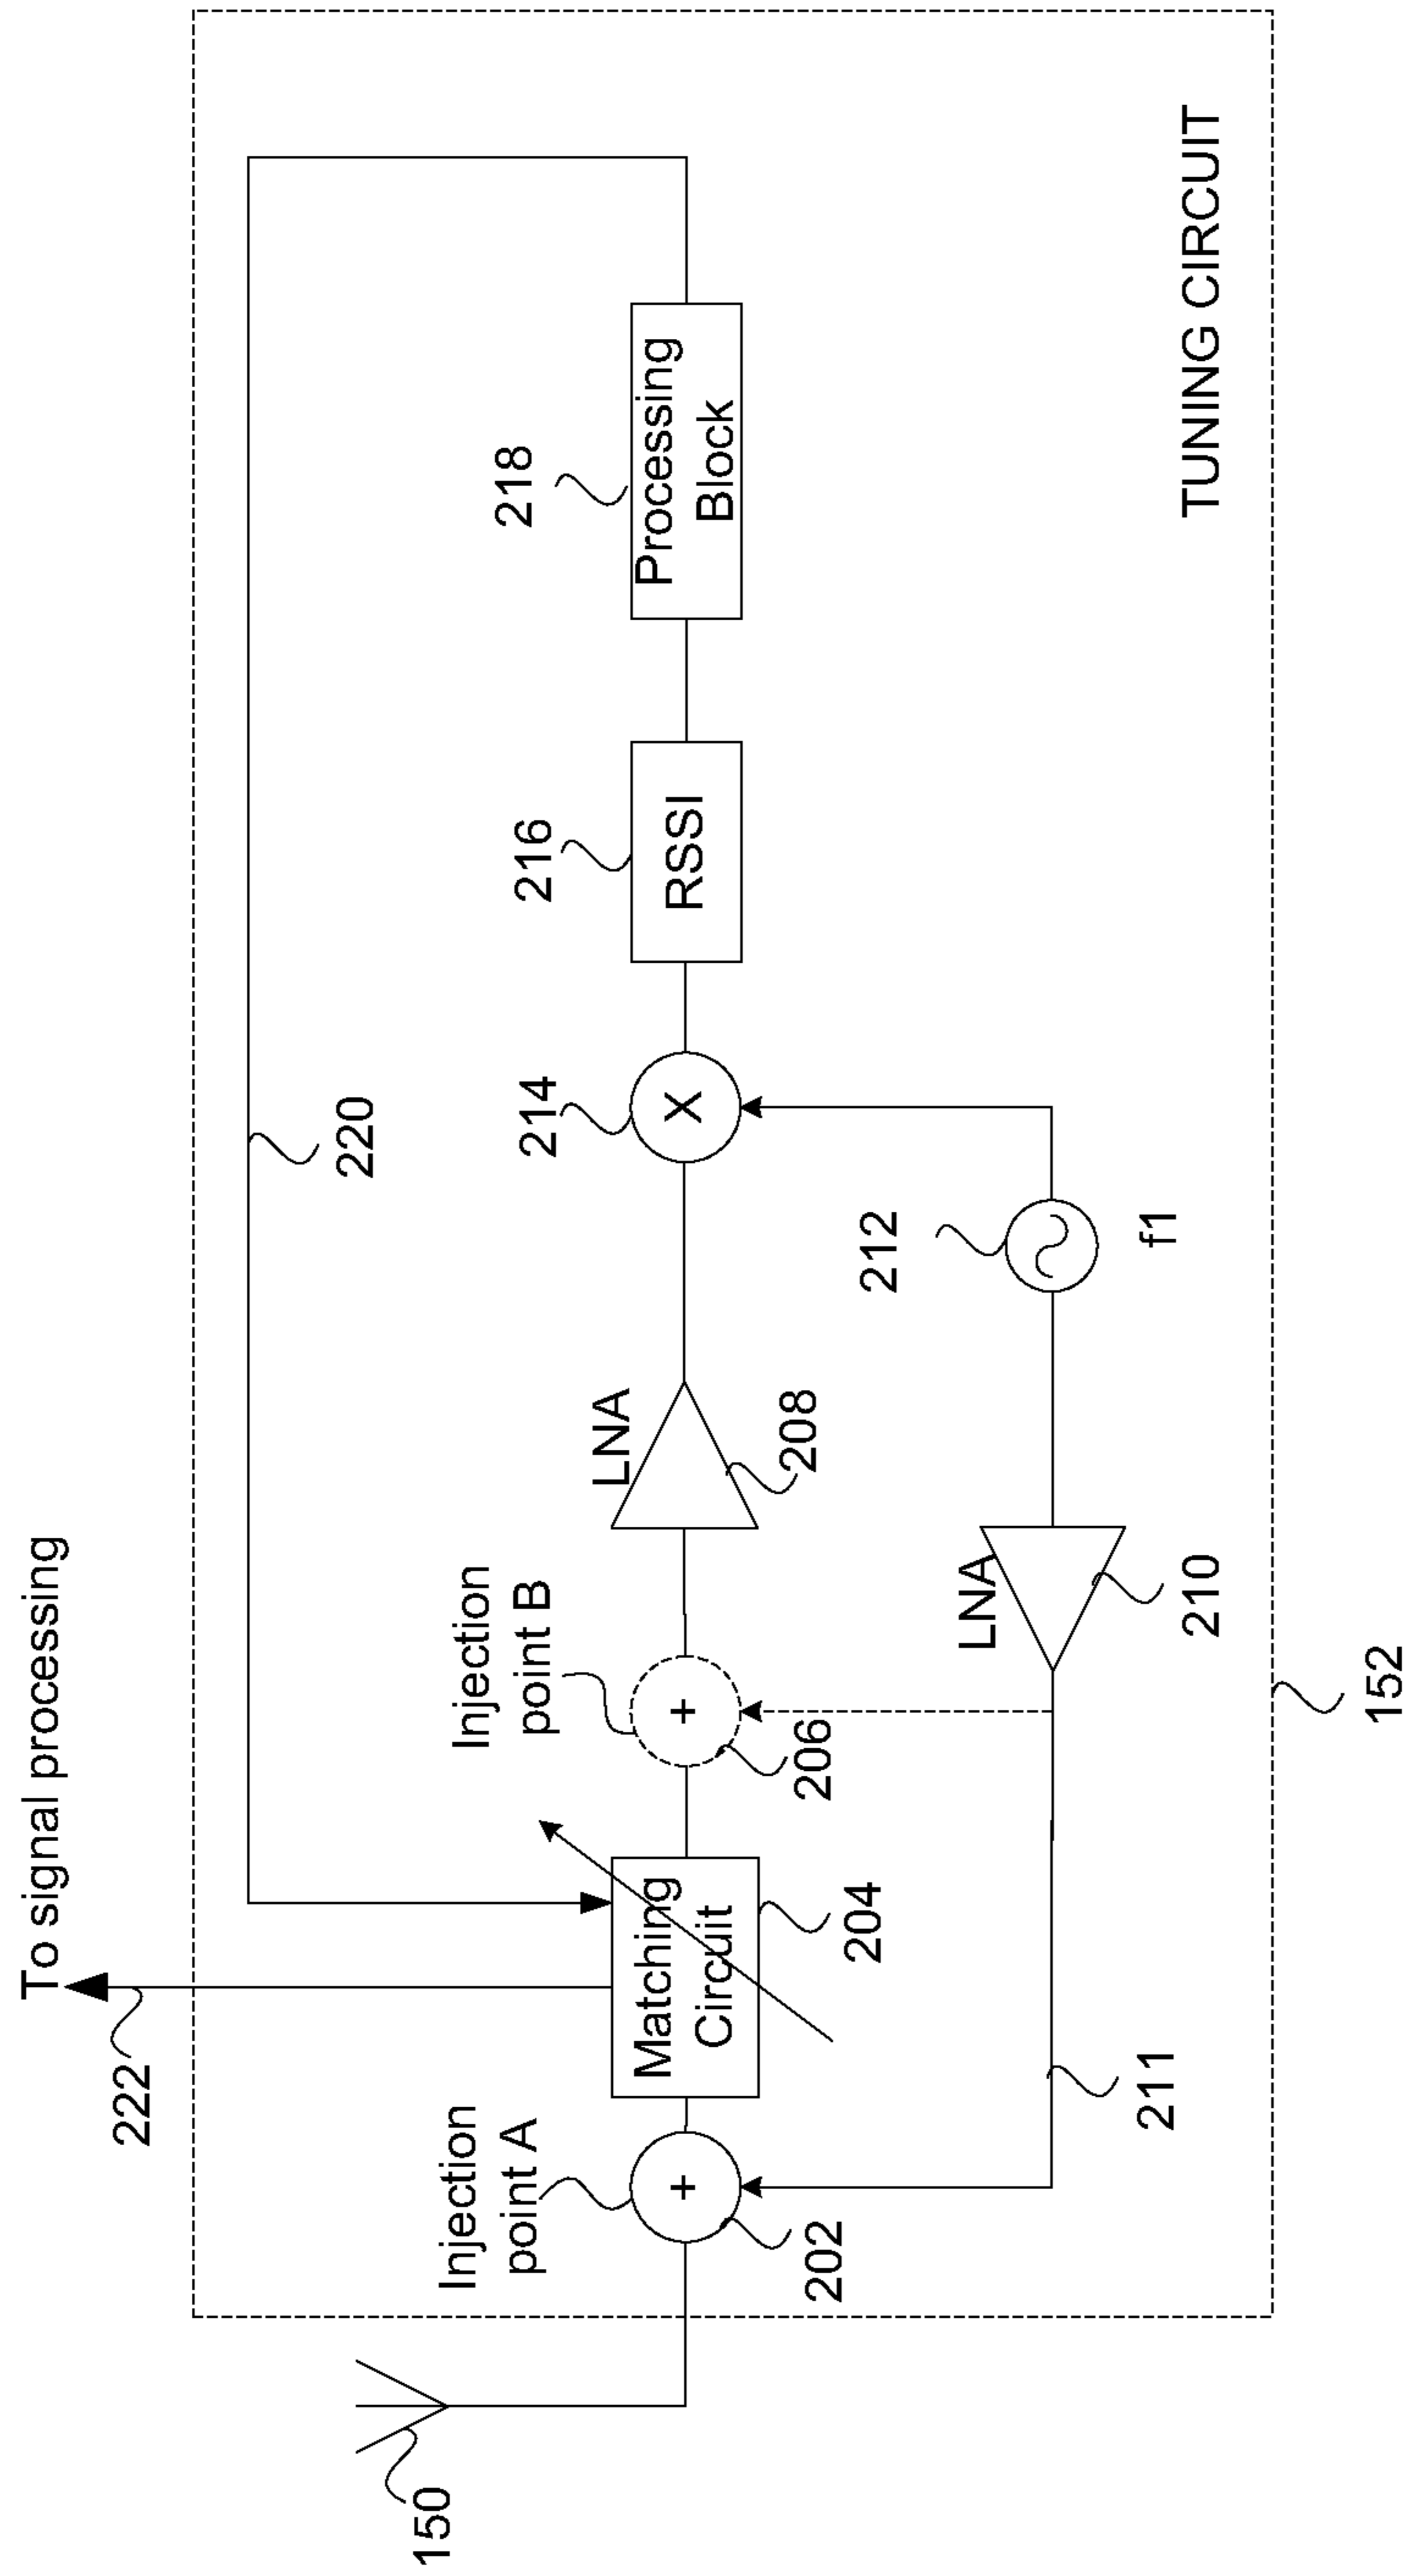 To signal processing
222
220
Injection
point A
Injection
point B
LNA
214
216
218
150
Matching
Circuit
+
+
X
RSSI
Processing
Block
202
204
206
208
LNA
212
211
210
f1
TUNING CIRCUIT
152